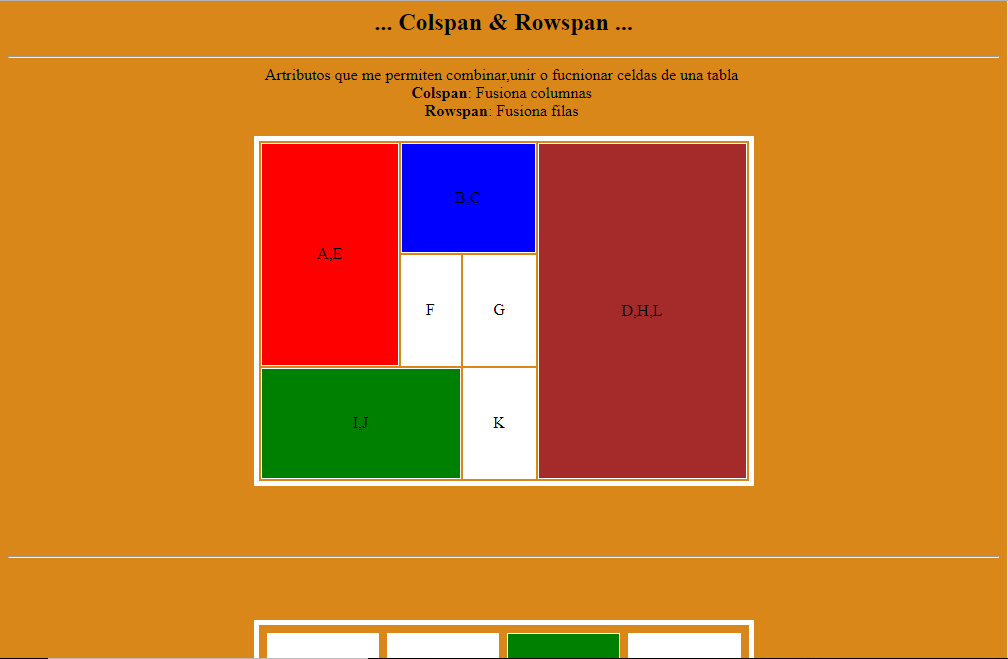 ... Colspan & Rowspan ...
Artributos que me permiten combinar,unir o fucnionar celdas de una tabla
Colspan: Fusiona columnas
Rowspan: Fusiona filas
A,E
B,C
D,H,L
F
G
I,J
K